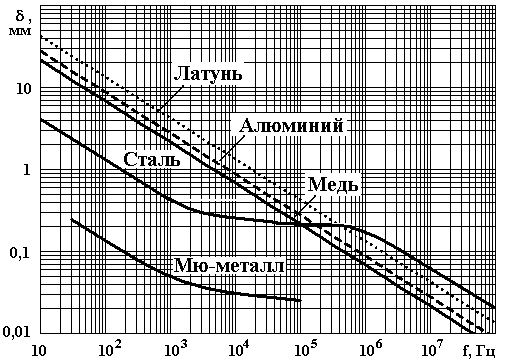 δ ,
мм
Латунь
10
Алюминий
Сталь
1
Медь
0,1
Мю-металл
0,01
10 10² 10³ 10⁴ 10⁵ 10⁶ 10⁷ f, Гц